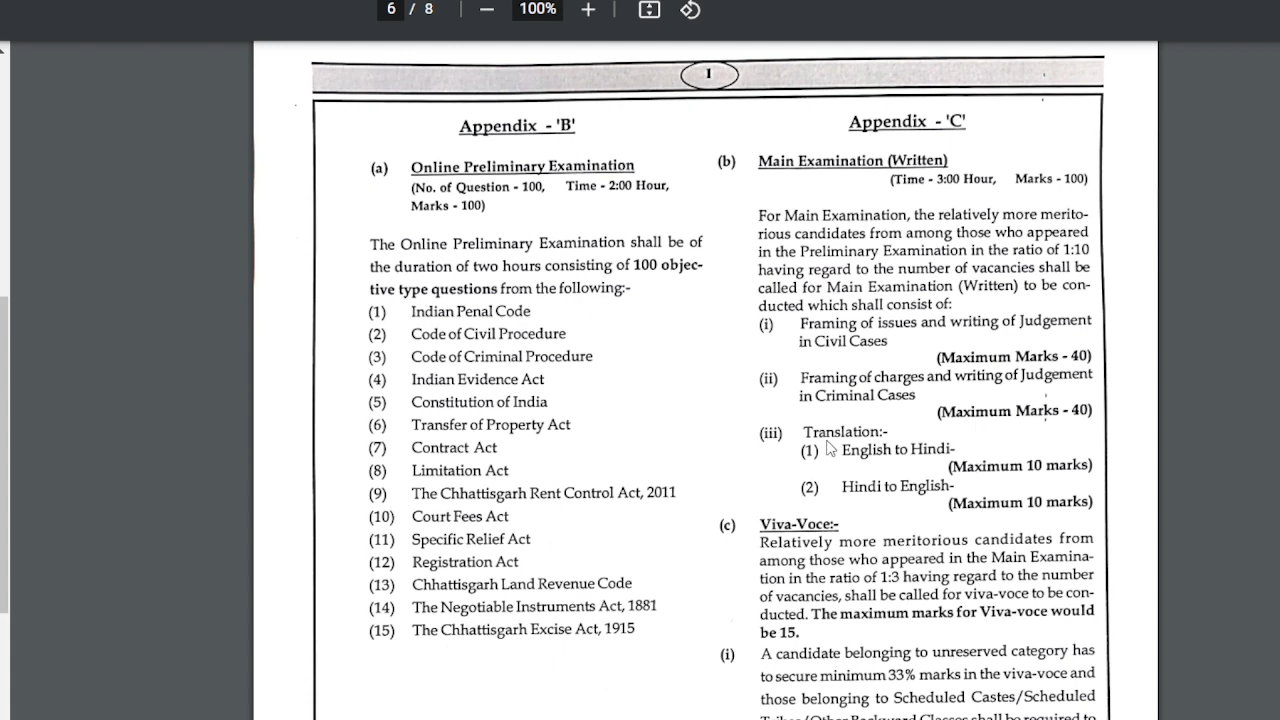 6 / 8
100%
I
Appendix - 'B'
(a) Online Preliminary Examination
(No. of Question - 100, Time - 2:00 Hour,
Marks - 100)
The Online Preliminary Examination shall be of
the duration of two hours consisting of 100 objec-
tive type questions from the following:-
(1) Indian Penal Code
(2) Code of Civil Procedure
(3) Code of Criminal Procedure
(4) Indian Evidence Act
(5) Constitution of India
(6) Transfer of Property Act
(7) Contract Act
(8) Limitation Act
(9) The Chhattisgarh Rent Control Act, 2011
(10) Court Fees Act
(11) Specific Relief Act
(12) Registration Act
(13) Chhattisgarh Land Revenue Code
(14) The Negotiable Instruments Act, 1881
(15) The Chhattisgarh Excise Act, 1915
Appendix - 'C'
(b) Main Examination (Written)
(Time - 3:00 Hour, Marks - 100)
For Main Examination, the relatively more merito-
rious candidates from among those who appeared
in the Preliminary Examination in the ratio of 1:10
having regard to the number of vacancies shall be
called for Main Examination (Written) to be con-
ducted which shall consist of:
(i) Framing of issues and writing of Judgement
in Civil Cases
(Maximum Marks - 40)
(ii) Framing of charges and writing of Judgement
in Criminal Cases
(Maximum Marks - 40)
(iii) Translation:-
(1) English to Hindi-
(Maximum 10 marks)
(2) Hindi to English-
(Maximum 10 marks)
(c) Viva-Voce:-
Relatively more meritorious candidates from
among those who appeared in the Main Examina-
tion in the ratio of 1:3 having regard to the number
of vacancies, shall be called for viva-voce to be con-
ducted. The maximum marks for Viva-voce would
be 15.
(i) A candidate belonging to unreserved category has
to secure minimum 33% marks in the viva-voce and
those belonging to Scheduled Castes/Scheduled
Tribes/Other Backward Classes shall be required to